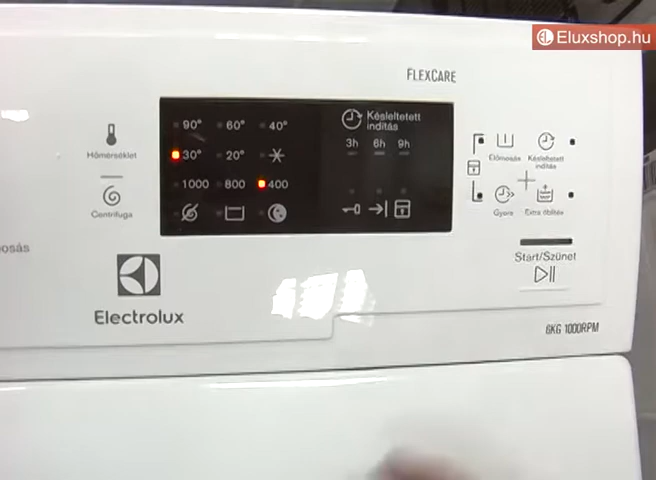 Eluxshop.hu
FLEXCARE
90° 60° 40°
Késleltetett
indítás
3h 6h 9h
Hőmérséklet
30° 20°
Előmosás
Késleltetett
indítás
1000 800 400
Centrifuga
Gyors
Extra öblítés
osás
Start/Szünet
Electrolux
6KG 1000RPM